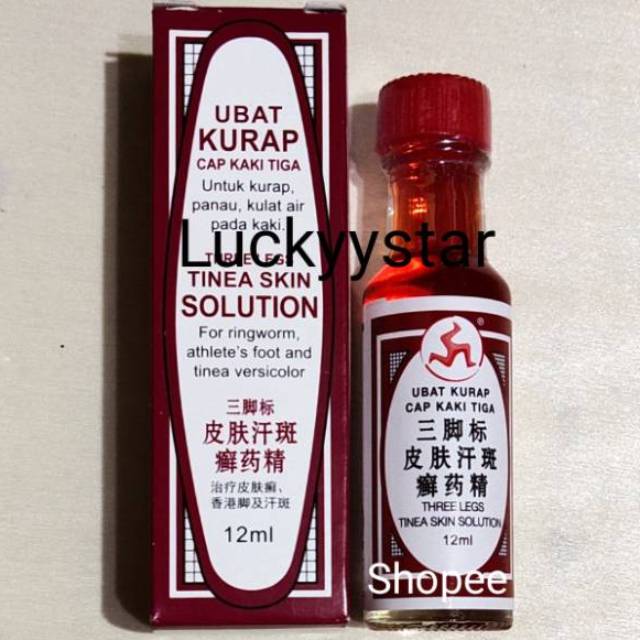 UBAT
KURAP
CAP KAKI TIGA
Untuk kurap,
panau, kulat air
pada kaki.
Luckyystar
THREE LEGS
TINEA SKIN
SOLUTION
For ringworm,
athlete's foot and
tinea versicolor
三脚标
皮肤汗斑
癣药精
治疗皮肤癣、
香港脚及汗斑
12ml
®
UBAT KURAP
CAP KAKI TIGA
三脚标
皮肤汗斑
癣药精
THREE LEGS
TINEA SKIN SOLUTION
12ml
Shopee